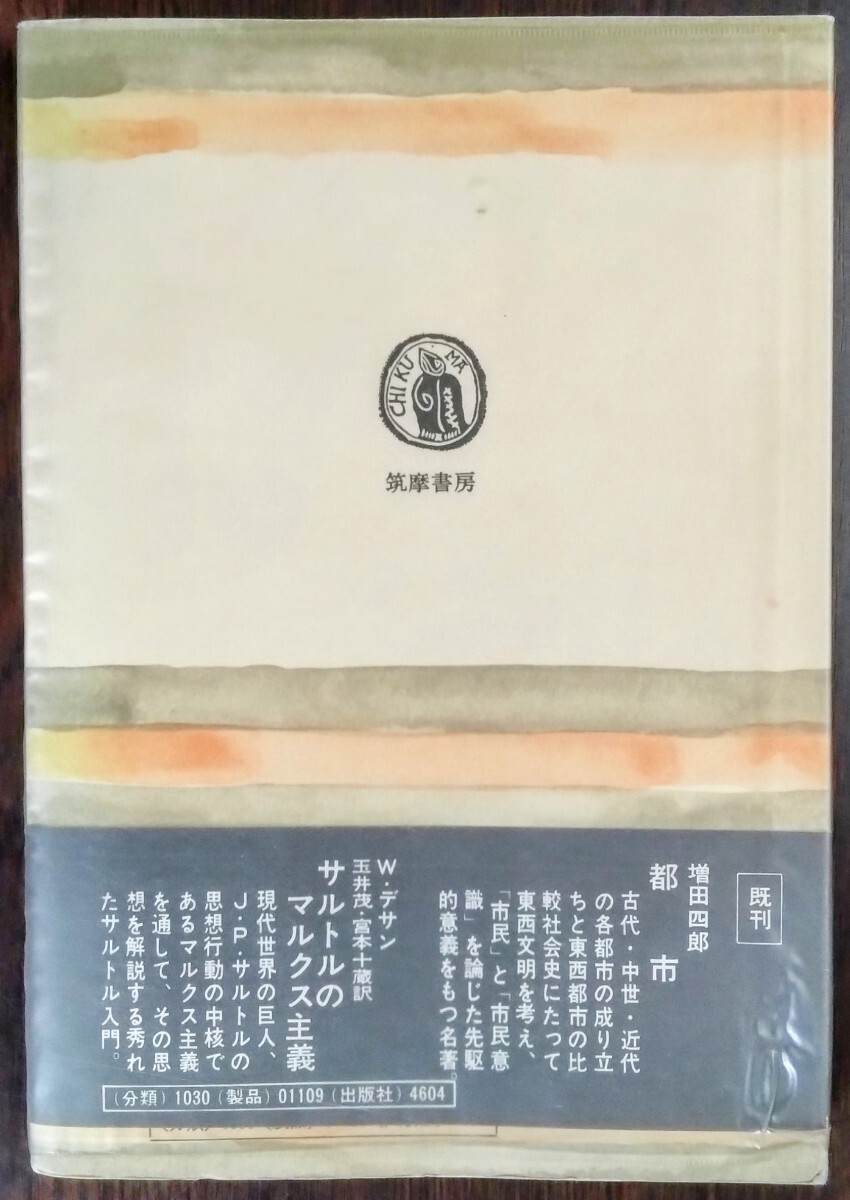 CHI KU MA
筑摩書房
既刊
増田四郎
都市
古代・中世・近代
の各都市の成り立
ちと東西都市の比
較社会史にたって
東西文明を考え、
「市民」と「市民意
識」を論じた先駆
的意義をもつ名著。
W・デサン
玉井茂・宮本十蔵訳
サルトルの
マルクス主義
現代世界の巨人、
J・P・サルトルの
思想行動の中核で
あるマルクス主義
を通して、その思
想を解説する秀れ
たサルトル入門。
(分類) 1030 (製品) 01109 (出版社) 4604